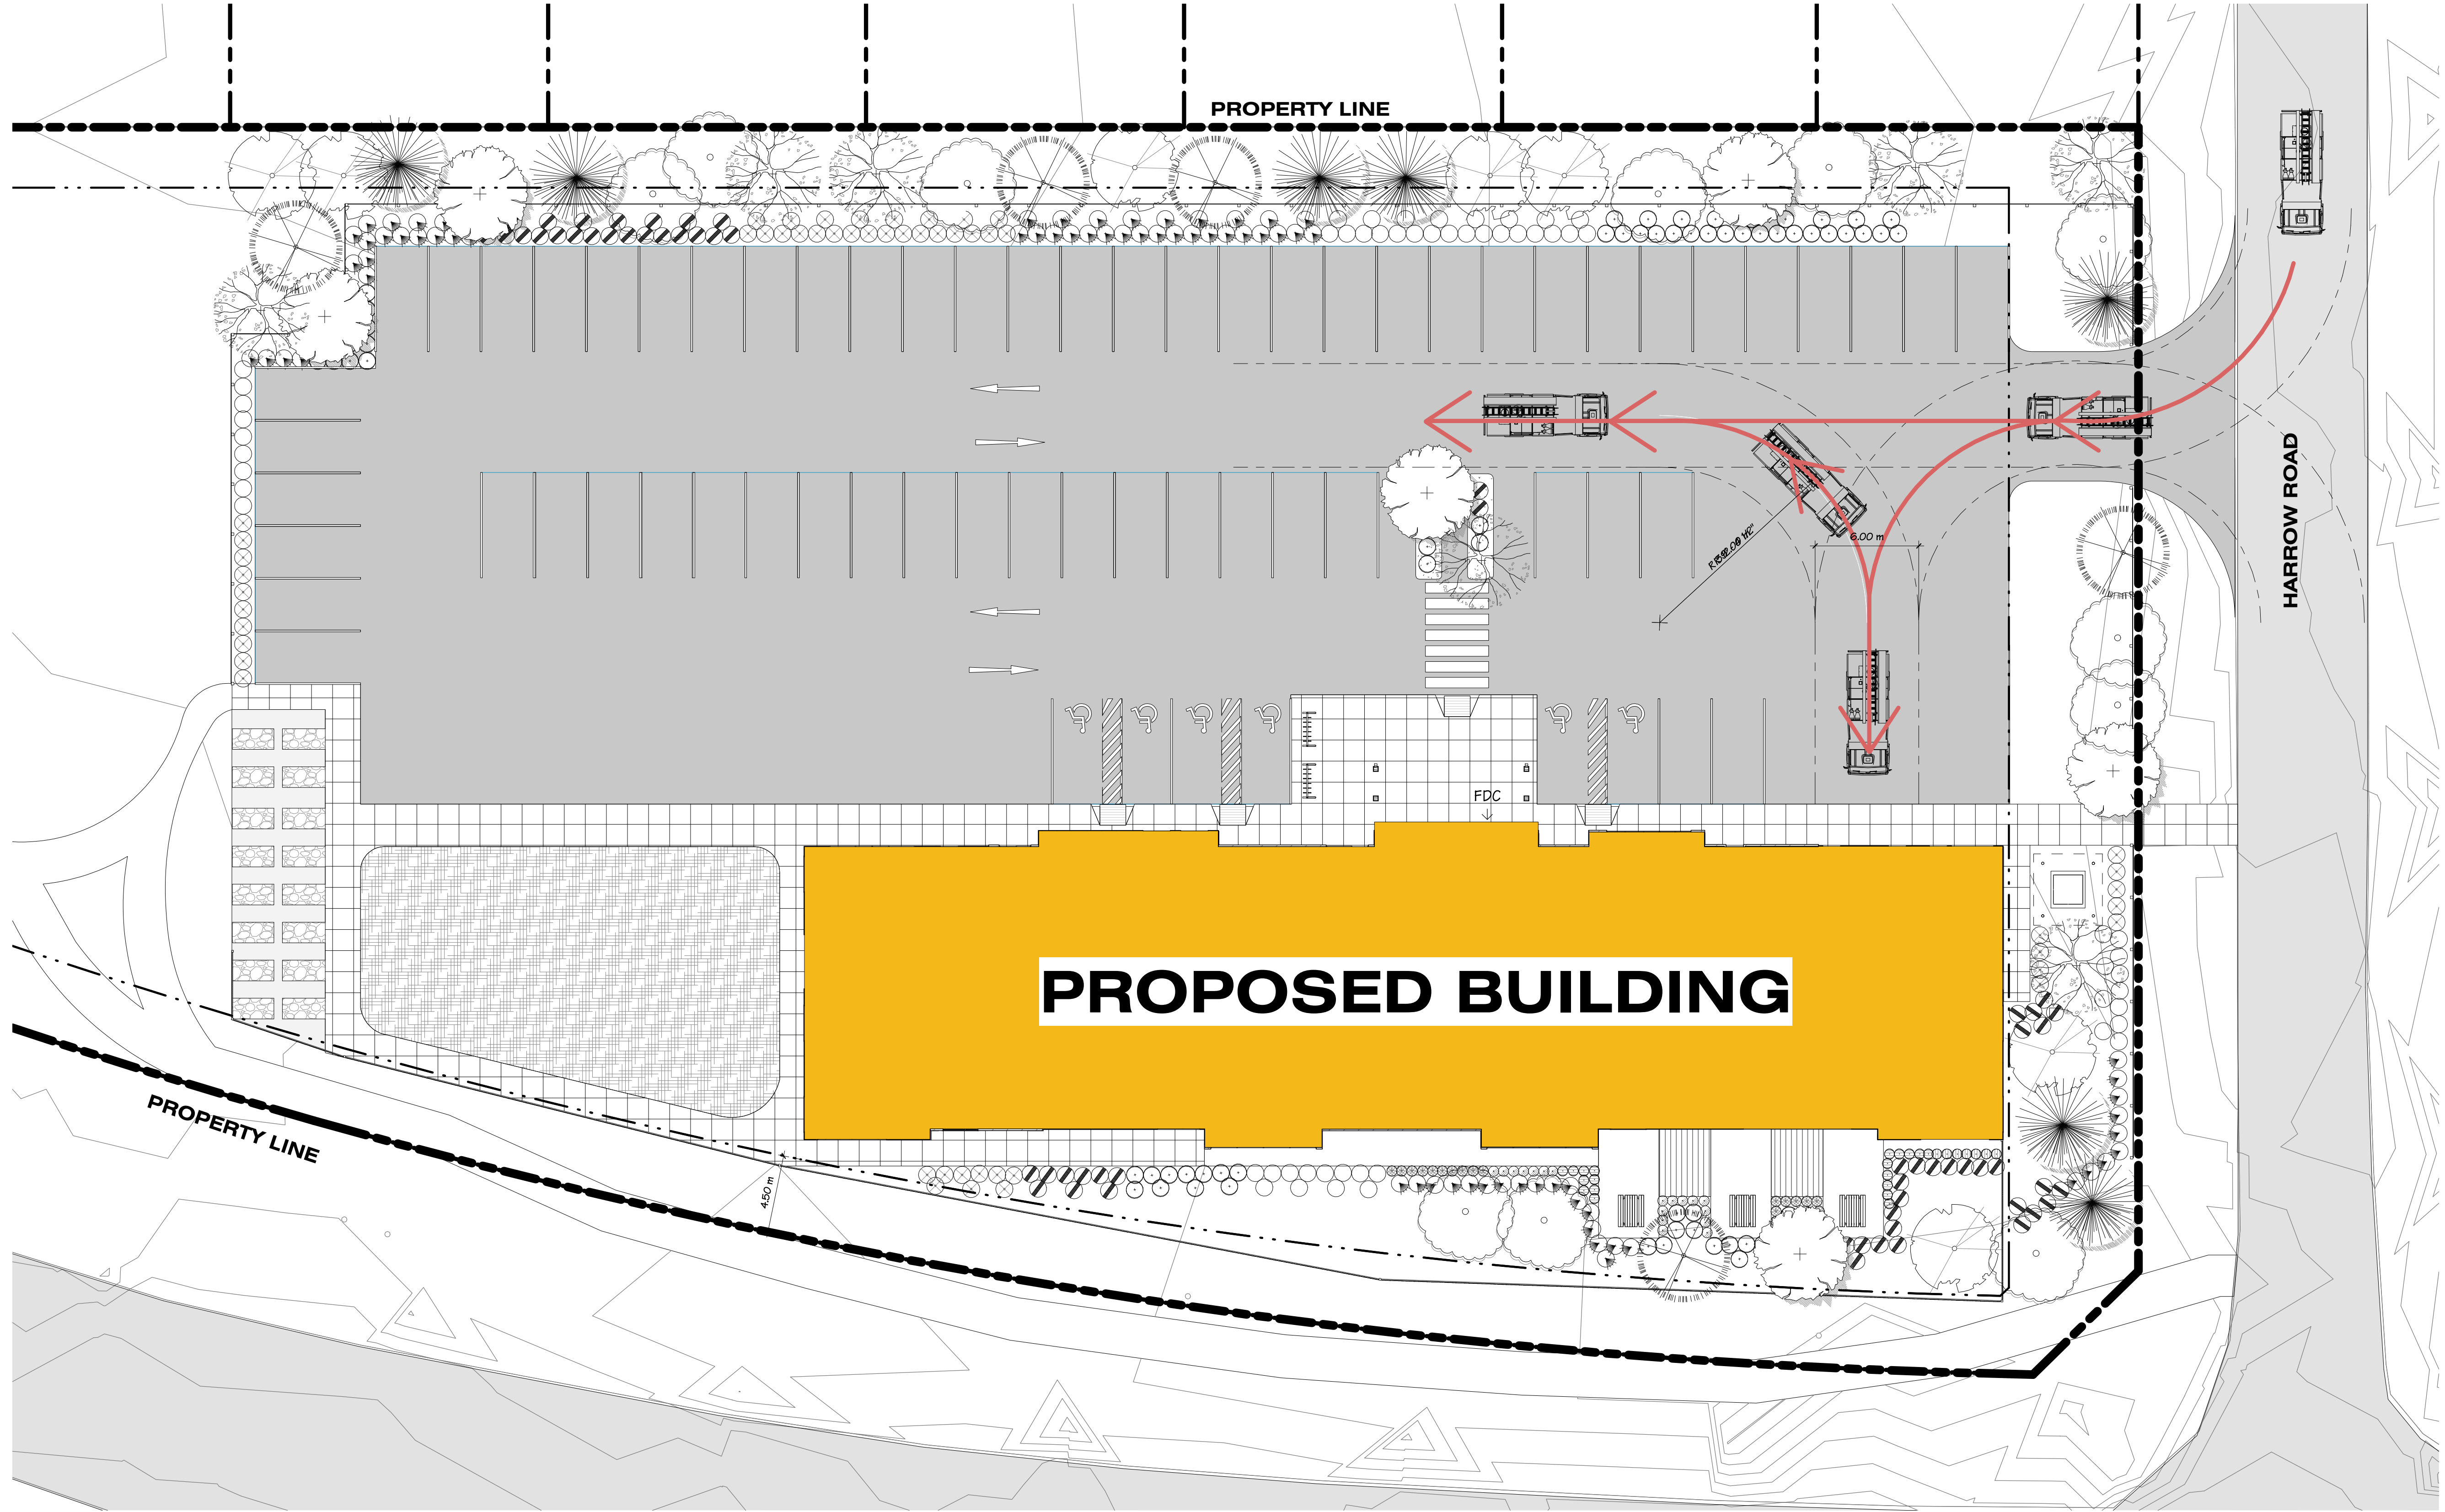 PROPERTY LINE
HARROW ROAD
6.00 m
FDC
PROPOSED BUILDING
PROPERTY LINE
4.50 m